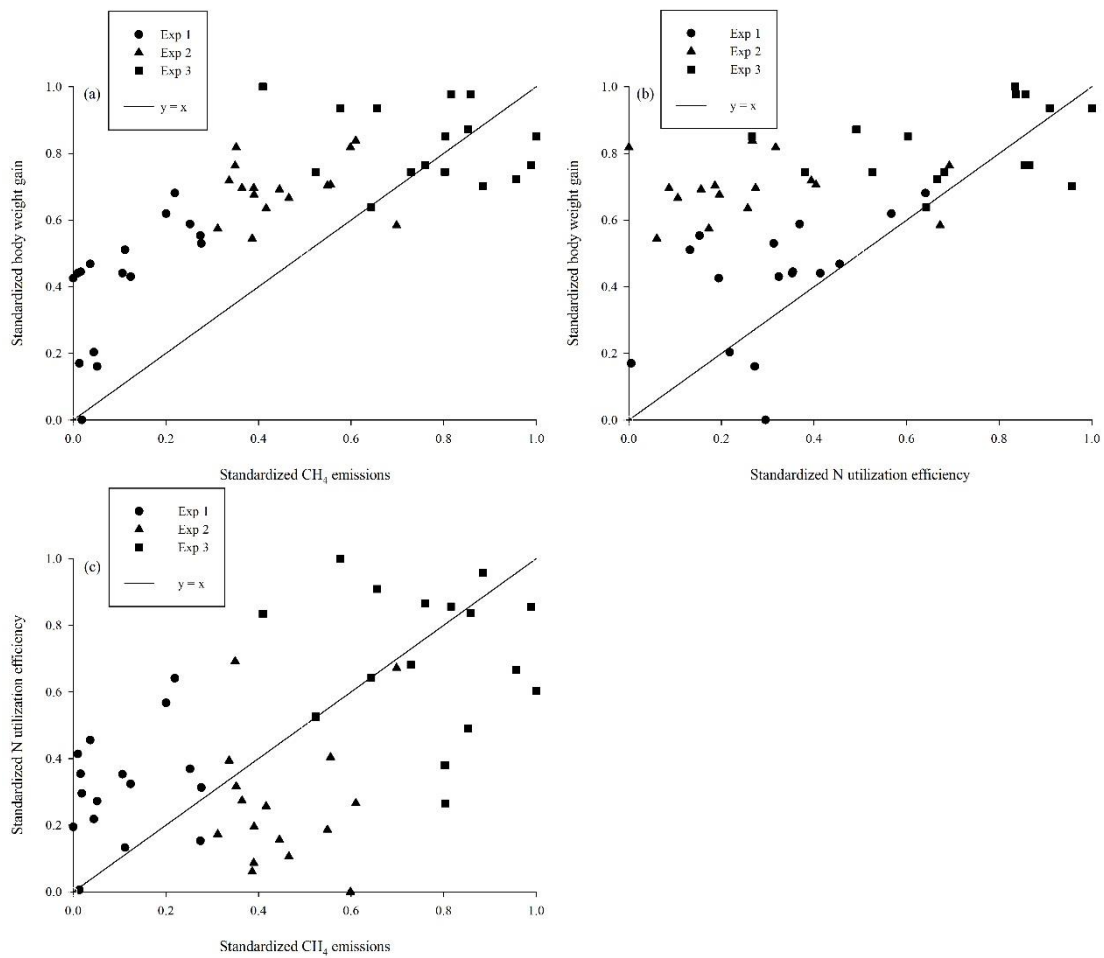 Exp 1
Exp 2
Exp 3
y = x
(a)
1.0
0.8
0.6
0.4
0.2
0.0
0.0 0.2 0.4 0.6 0.8 1.0
Standardized body weight gain
Standardized CH₄ emissions
Exp 1
Exp 2
Exp 3
y = x
(b)
1.0
0.8
0.6
0.4
0.2
0.0
0.0 0.2 0.4 0.6 0.8 1.0
Standardized body weight gain
Standardized N utilization efficiency
Exp 1
Exp 2
Exp 3
y = x
(c)
1.0
0.8
0.6
0.4
0.2
0.0
0.0 0.2 0.4 0.6 0.8 1.0
Standardized N utilization efficiency
Standardized CH₄ emissions